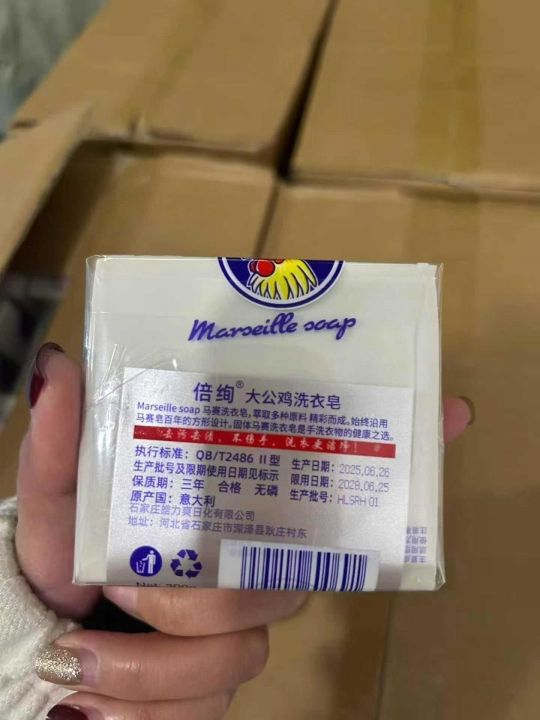 Marseille soap
倍绚® 大公鸡洗衣皂
Marseille soap 马赛洗衣皂,萃取多种原料 精彩而成。始终沿用
马赛皂百年的方形设计。固体马赛洗衣皂是手洗衣物的健康之选。
去污去渍，不伤手，洗衣更洁净！
执行标准：QB/T2486 II型
生产批号及限期使用日期见标示
保质期：三年 合格 无磷
原产国：意大利
生产日期：2025.06.26
限用日期：2028.06.25
生产批号：HLSRH 01
石家庄皓力莫日化有限公司
地址：河北省石家庄市深泽县耿庄村东